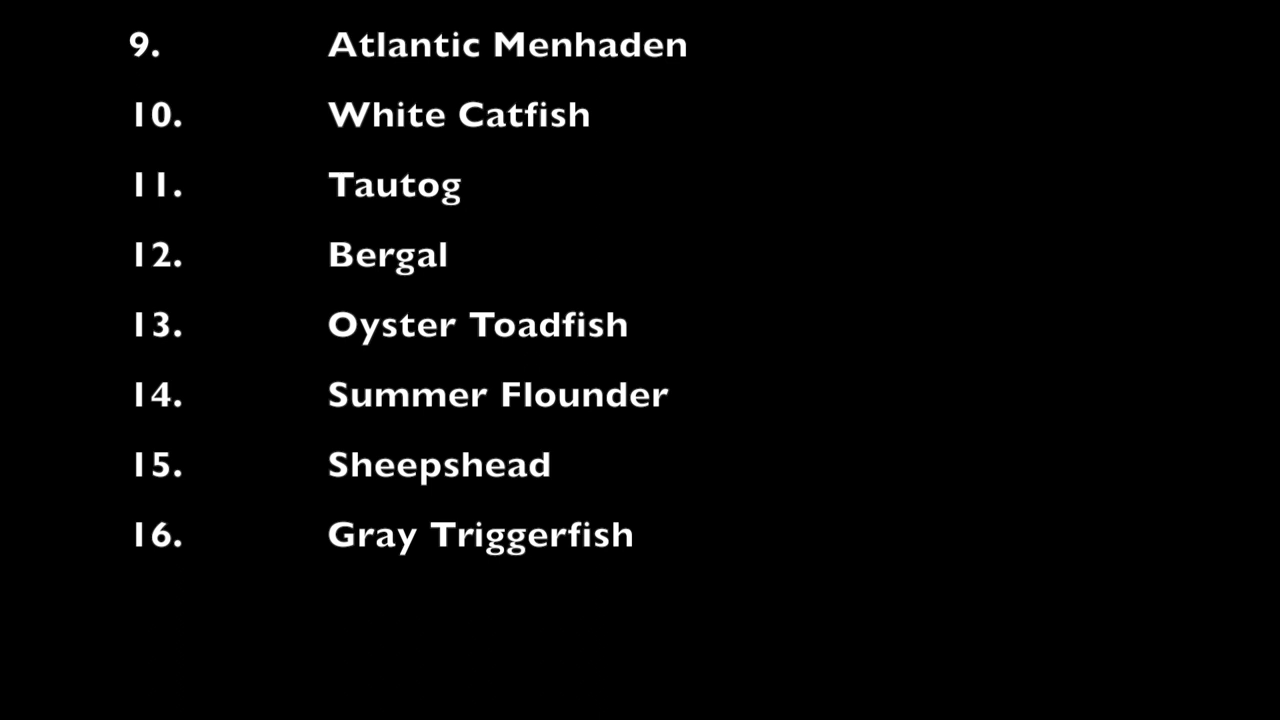 9. Atlantic Menhaden
10. White Catfish
11. Tautog
12. Bergal
13. Oyster Toadfish
14. Summer Flounder
15. Sheepshead
16. Gray Triggerfish